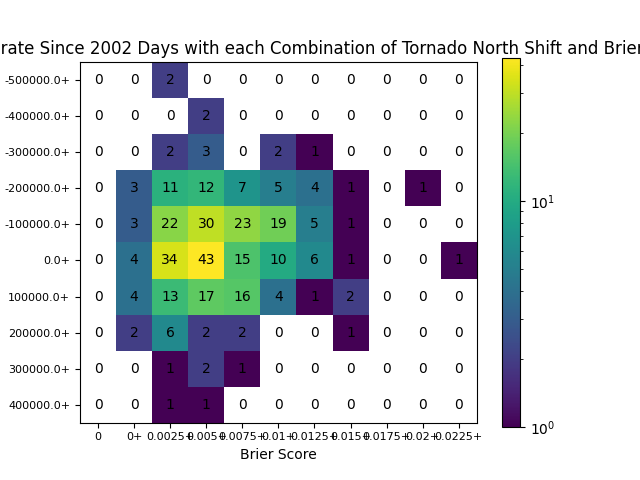 rate Since 2002 Days with each Combination of Tornado North Shift and Brier
-500000.0+ 0 0 2 0 0 0 0 0 0 0 0
-400000.0+ 0 0 0 2 0 0 0 0 0 0 0
-300000.0+ 0 0 2 3 0 2 1 0 0 0 0
-200000.0+ 0 3 11 12 7 5 4 1 0 1 0
-100000.0+ 0 3 22 30 23 19 5 1 0 0 0
0.0+ 0 4 34 43 15 10 6 1 0 0 1
100000.0+ 0 4 13 17 16 4 1 2 0 0 0
200000.0+ 0 2 6 2 2 0 0 1 0 0 0
300000.0+ 0 0 1 2 1 0 0 0 0 0 0
400000.0+ 0 0 1 1 0 0 0 0 0 0 0
0 0+ 0.0025+ 0.005+ 0.0075+ 0.01+ 0.0125+ 0.015+ 0.0175+ 0.02+ 0.0225+
Brier Score
10¹
10⁰